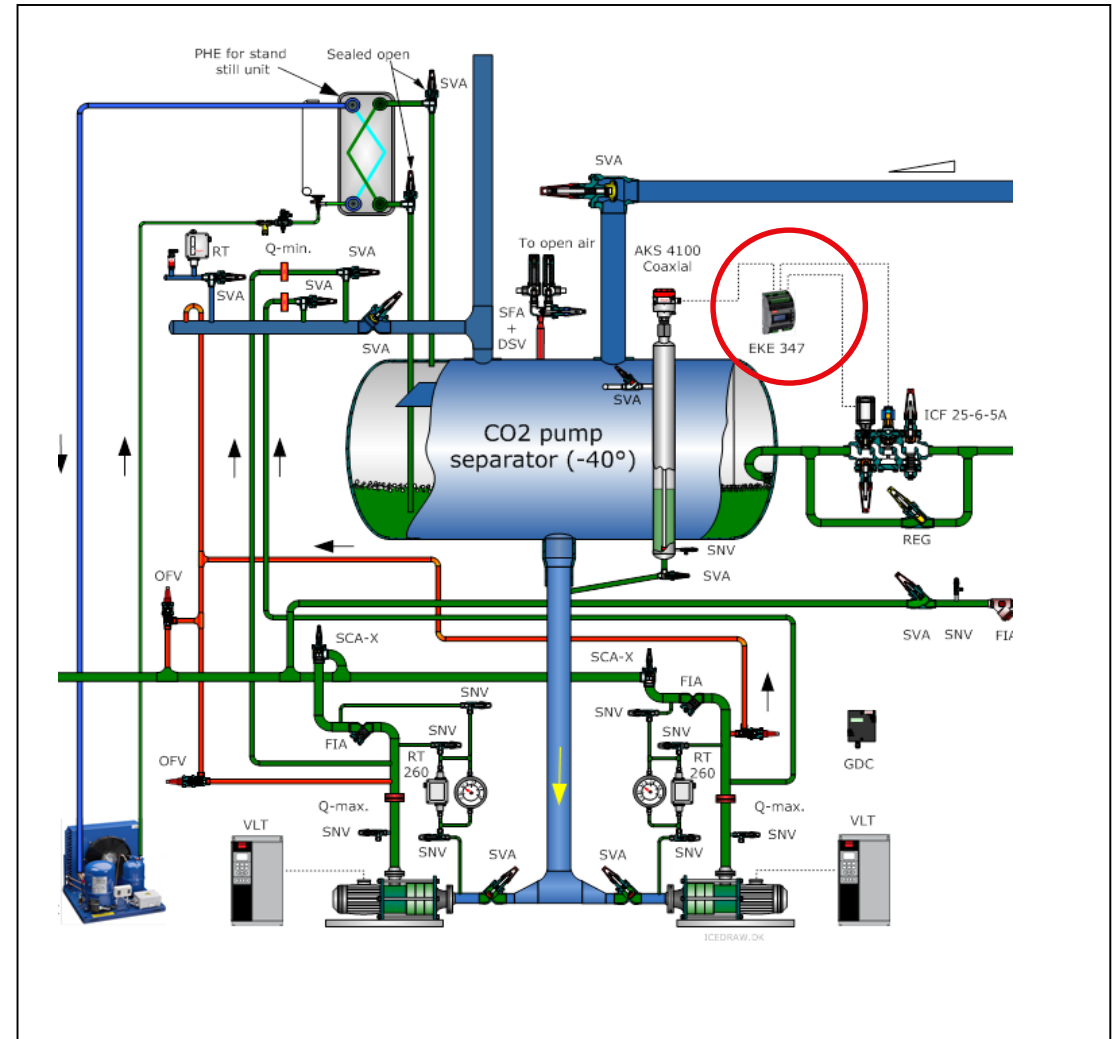 PHE for stand
still unit
Sealed open
SVA
SVA
To open air
AKS 4100
Coaxial
RT
Q-min.
SVA
SVA
SVA
SVA
SFA
+
DSV
EKE 347
SVA
ICF 25-6-5A
CO2 pump
separator (-40°)
REG
SNV
SVA
OFV
SVA
SNV
FIA
SCA-X
SCA-X
FIA
SNV
SNV
FIA
SNV
SNV
RT
260
RT
260
GDC
OFV
Q-max.
Q-max.
VLT
SNV
SNV
SVA
SVA
SNV
SNV
VLT
ICEDRAW.DK